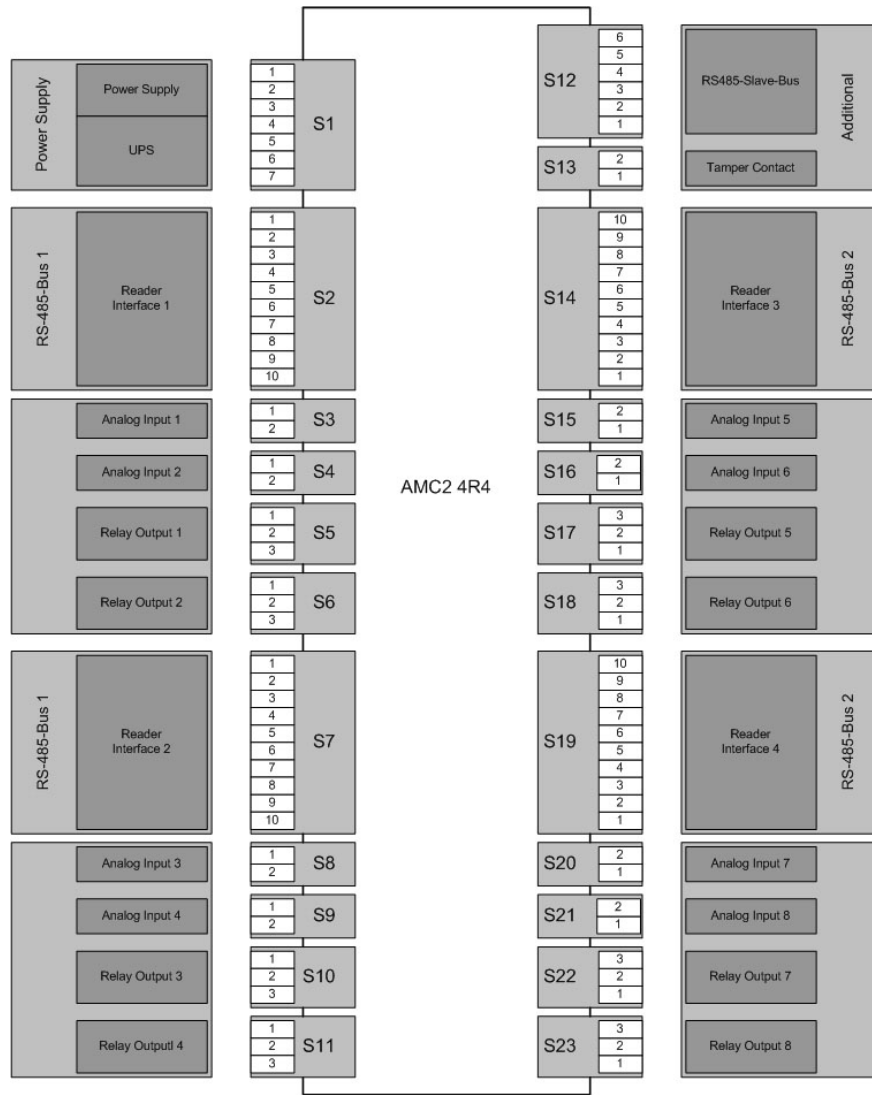 Power Supply
Power Supply
UPS
1
2
3
4
5
6
7
S1
RS-485-Bus 1
Reader
Interface 1
1
2
3
4
5
6
7
8
9
10
S2
Analog Input 1
1
2
S3
Analog Input 2
1
2
S4
Relay Output 1
1
2
3
S5
Relay Output 2
1
2
3
S6
RS-485-Bus 1
Reader
Interface 2
1
2
3
4
5
6
7
8
9
10
S7
Analog Input 3
1
2
S8
Analog Input 4
1
2
S9
Relay Output 3
1
2
3
S10
Relay Outputl 4
1
2
3
S11
AMC2 4R4
S12
6
5
4
3
2
1
RS485-Slave-Bus
Additional
S13
2
1
Tamper Contact
S14
10
9
8
7
6
5
4
3
2
1
Reader
Interface 3
RS-485-Bus 2
S15
2
1
Analog Input 5
S16
2
1
Analog Input 6
S17
3
2
1
Relay Output 5
S18
3
2
1
Relay Output 6
S19
10
9
8
7
6
5
4
3
2
1
Reader
Interface 4
RS-485-Bus 2
S20
2
1
Analog Input 7
S21
2
1
Analog Input 8
S22
3
2
1
Relay Output 7
S23
3
2
1
Relay Output 8